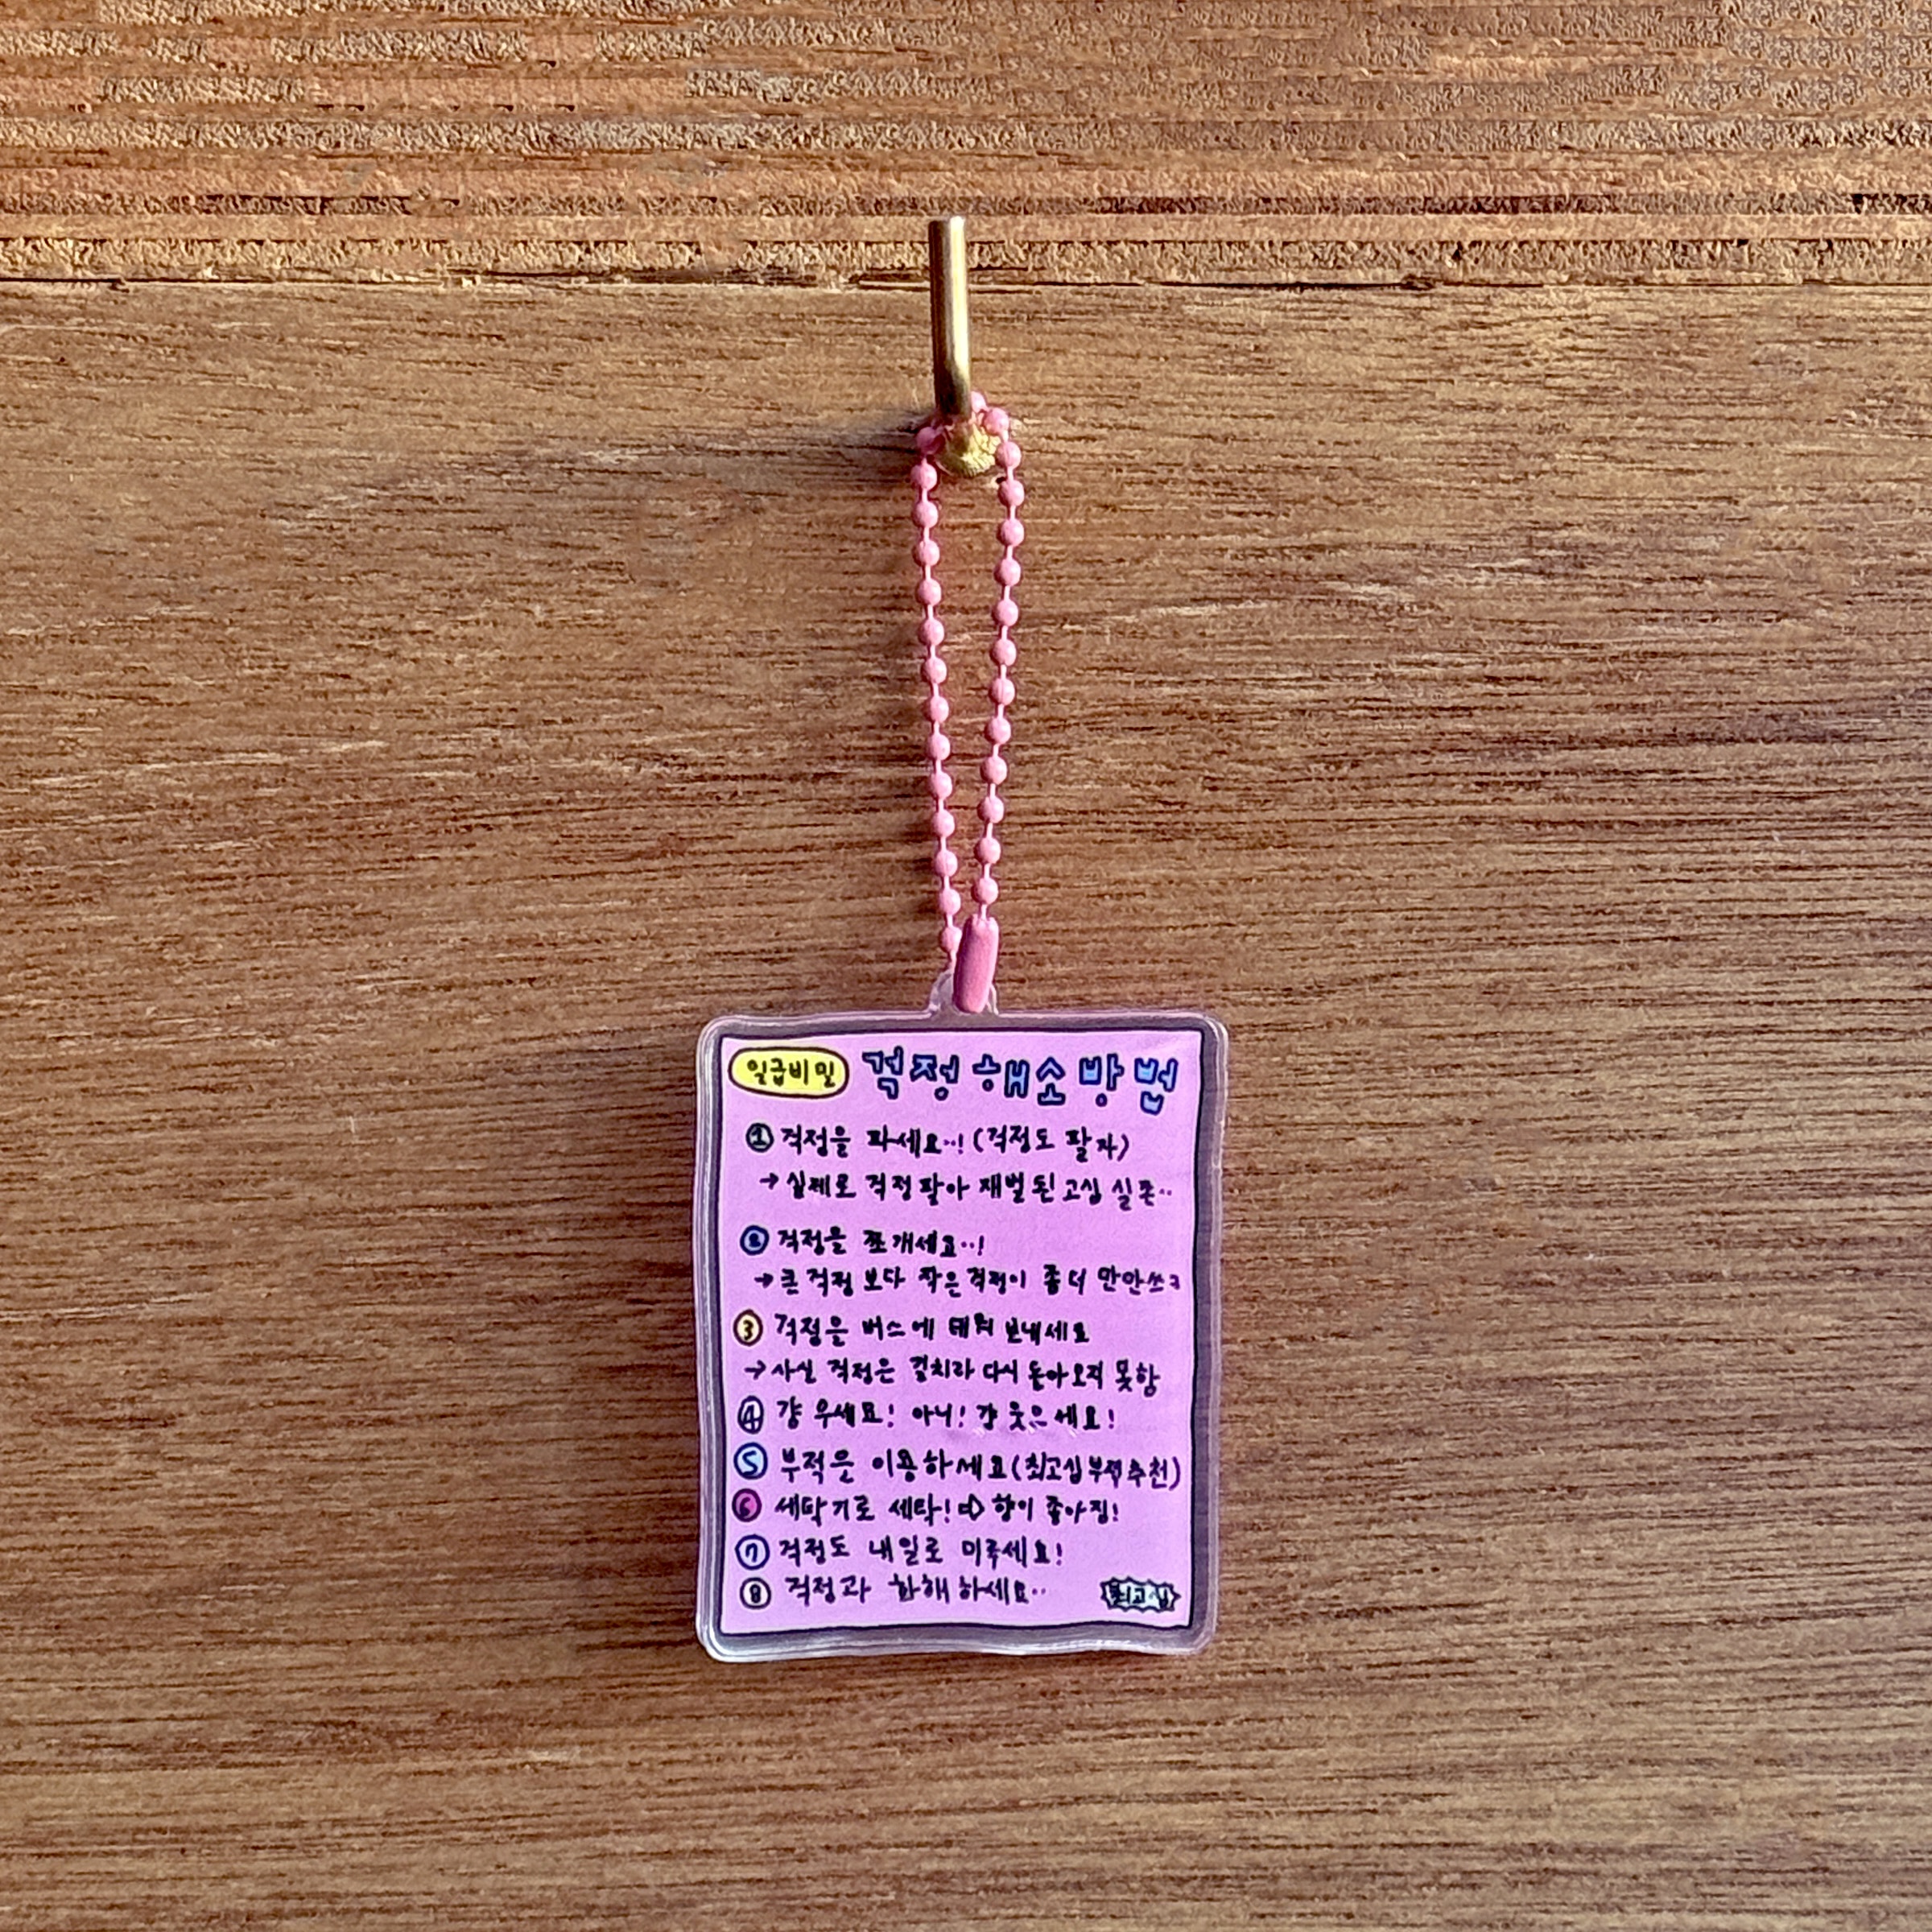 일급비밀 걱정 해소 방법
① 걱정을 파세요..! (걱정도 팔자)
→ 실제로 걱정 팔아 재벌된 고심 실존..
② 걱정을 쪼개세요..!
→ 큰 걱정 보다 작은 걱정이 좀 더 만만쓰ㅋ
③ 걱정을 버스에 태워 보내세요
→ 사실 걱정은 길치라 다시 돌아오지 못함
④ 걍 우세요! 아니! 걍 웃으세요!
⑤ 부적을 이용하세요(최고심 부적 추천)
⑥ 세탁기로 세탁! ⇨ 향이 좋아짐!
⑦ 걱정도 내일로 미루세요!
⑧ 걱정과 화해 하세요..
최고심